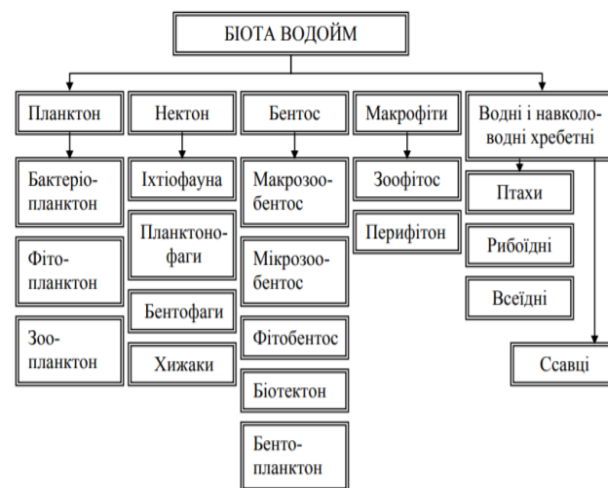 БІОТА ВОДОЙМ
Планктон
Нектон
Бентос
Макрофіти
Водні і навколо-
водні хребетні
Бактеріо-
планктон
Фіто-
планктон
Зоо-
планктон
Іхтіофауна
Планктоно-
фаги
Бентофаги
Хижаки
Макрозоо-
бентос
Мікрозоо-
бентос
Фітобентос
Біотектон
Бенто-
планктон
Зоофітос
Перифітон
Птахи
Рибоїдні
Всеїдні
Ссавці